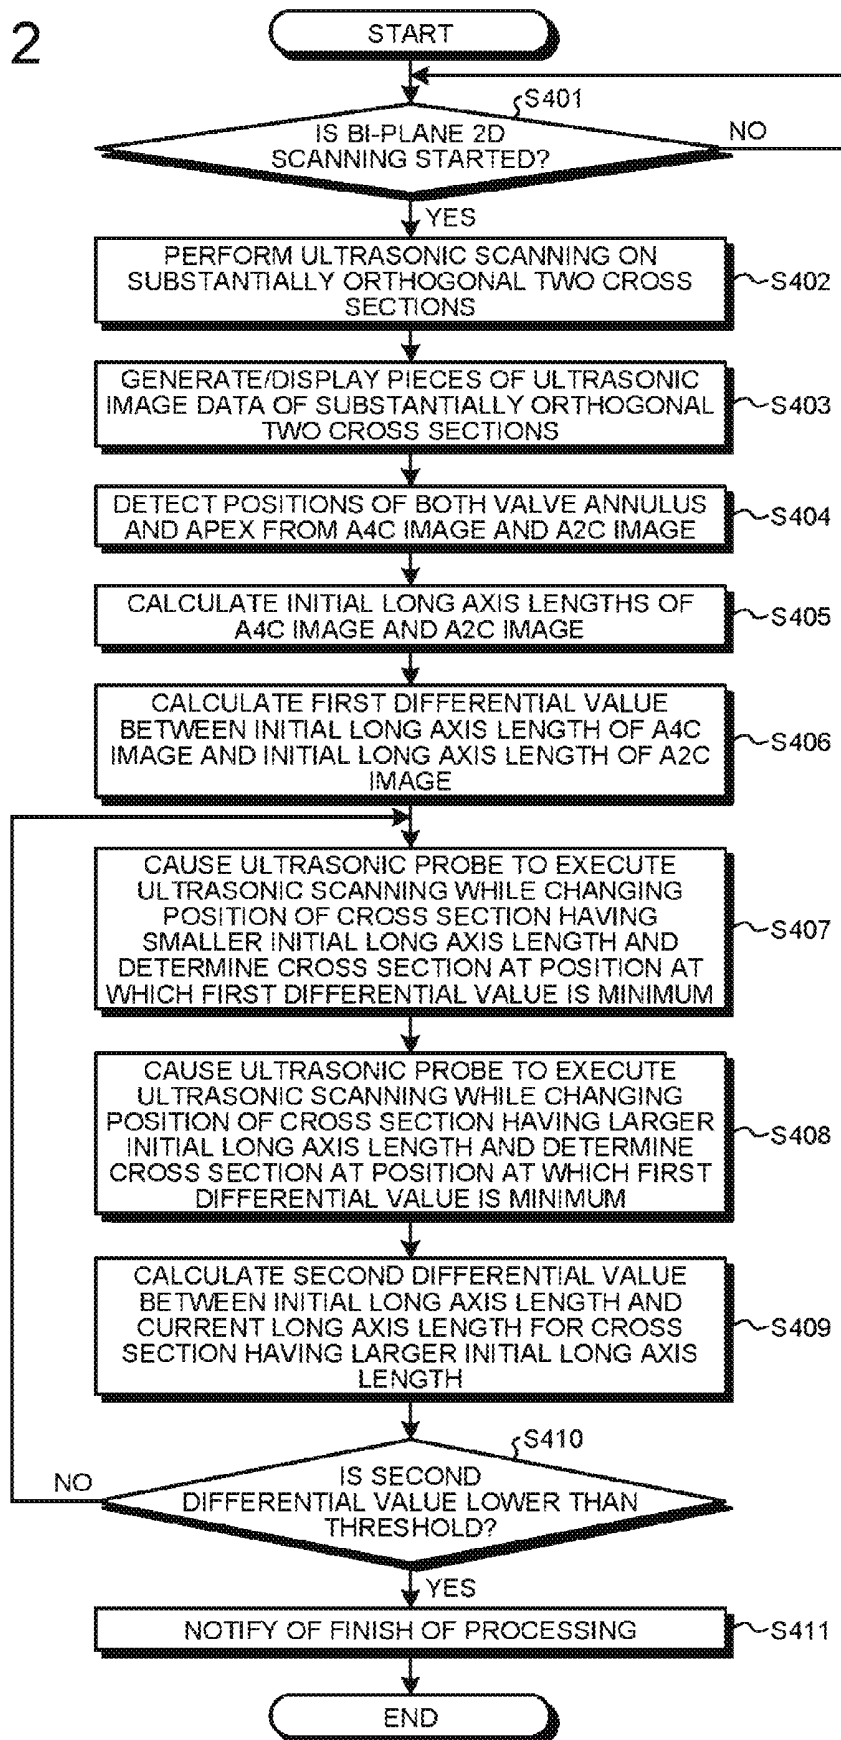 2
START
S401
IS BI-PLANE 2D
SCANNING STARTED?
NO
YES
PERFORM ULTRASONIC SCANNING ON
SUBSTANTIALLY ORTHOGONAL TWO CROSS
SECTIONS
S402
GENERATE/DISPLAY PIECES OF ULTRASONIC
IMAGE DATA OF SUBSTANTIALLY ORTHOGONAL
TWO CROSS SECTIONS
S403
DETECT POSITIONS OF BOTH VALVE ANNULUS
AND APEX FROM A4C IMAGE AND A2C IMAGE
S404
CALCULATE INITIAL LONG AXIS LENGTHS OF
A4C IMAGE AND A2C IMAGE
S405
CALCULATE FIRST DIFFERENTIAL VALUE
BETWEEN INITIAL LONG AXIS LENGTH OF A4C
IMAGE AND INITIAL LONG AXIS LENGTH OF A2C
IMAGE
S406
CAUSE ULTRASONIC PROBE TO EXECUTE
ULTRASONIC SCANNING WHILE CHANGING
POSITION OF CROSS SECTION HAVING
SMALLER INITIAL LONG AXIS LENGTH AND
DETERMINE CROSS SECTION AT POSITION AT
WHICH FIRST DIFFERENTIAL VALUE IS MINIMUM
S407
CAUSE ULTRASONIC PROBE TO EXECUTE
ULTRASONIC SCANNING WHILE CHANGING
POSITION OF CROSS SECTION HAVING LARGER
INITIAL LONG AXIS LENGTH AND DETERMINE
CROSS SECTION AT POSITION AT WHICH FIRST
DIFFERENTIAL VALUE IS MINIMUM
S408
CALCULATE SECOND DIFFERENTIAL VALUE
BETWEEN INITIAL LONG AXIS LENGTH AND
CURRENT LONG AXIS LENGTH FOR CROSS
SECTION HAVING LARGER INITIAL LONG AXIS
LENGTH
S409
S410
NO
IS SECOND
DIFFERENTIAL VALUE LOWER THAN
THRESHOLD?
YES
NOTIFY OF FINISH OF PROCESSING
S411
END